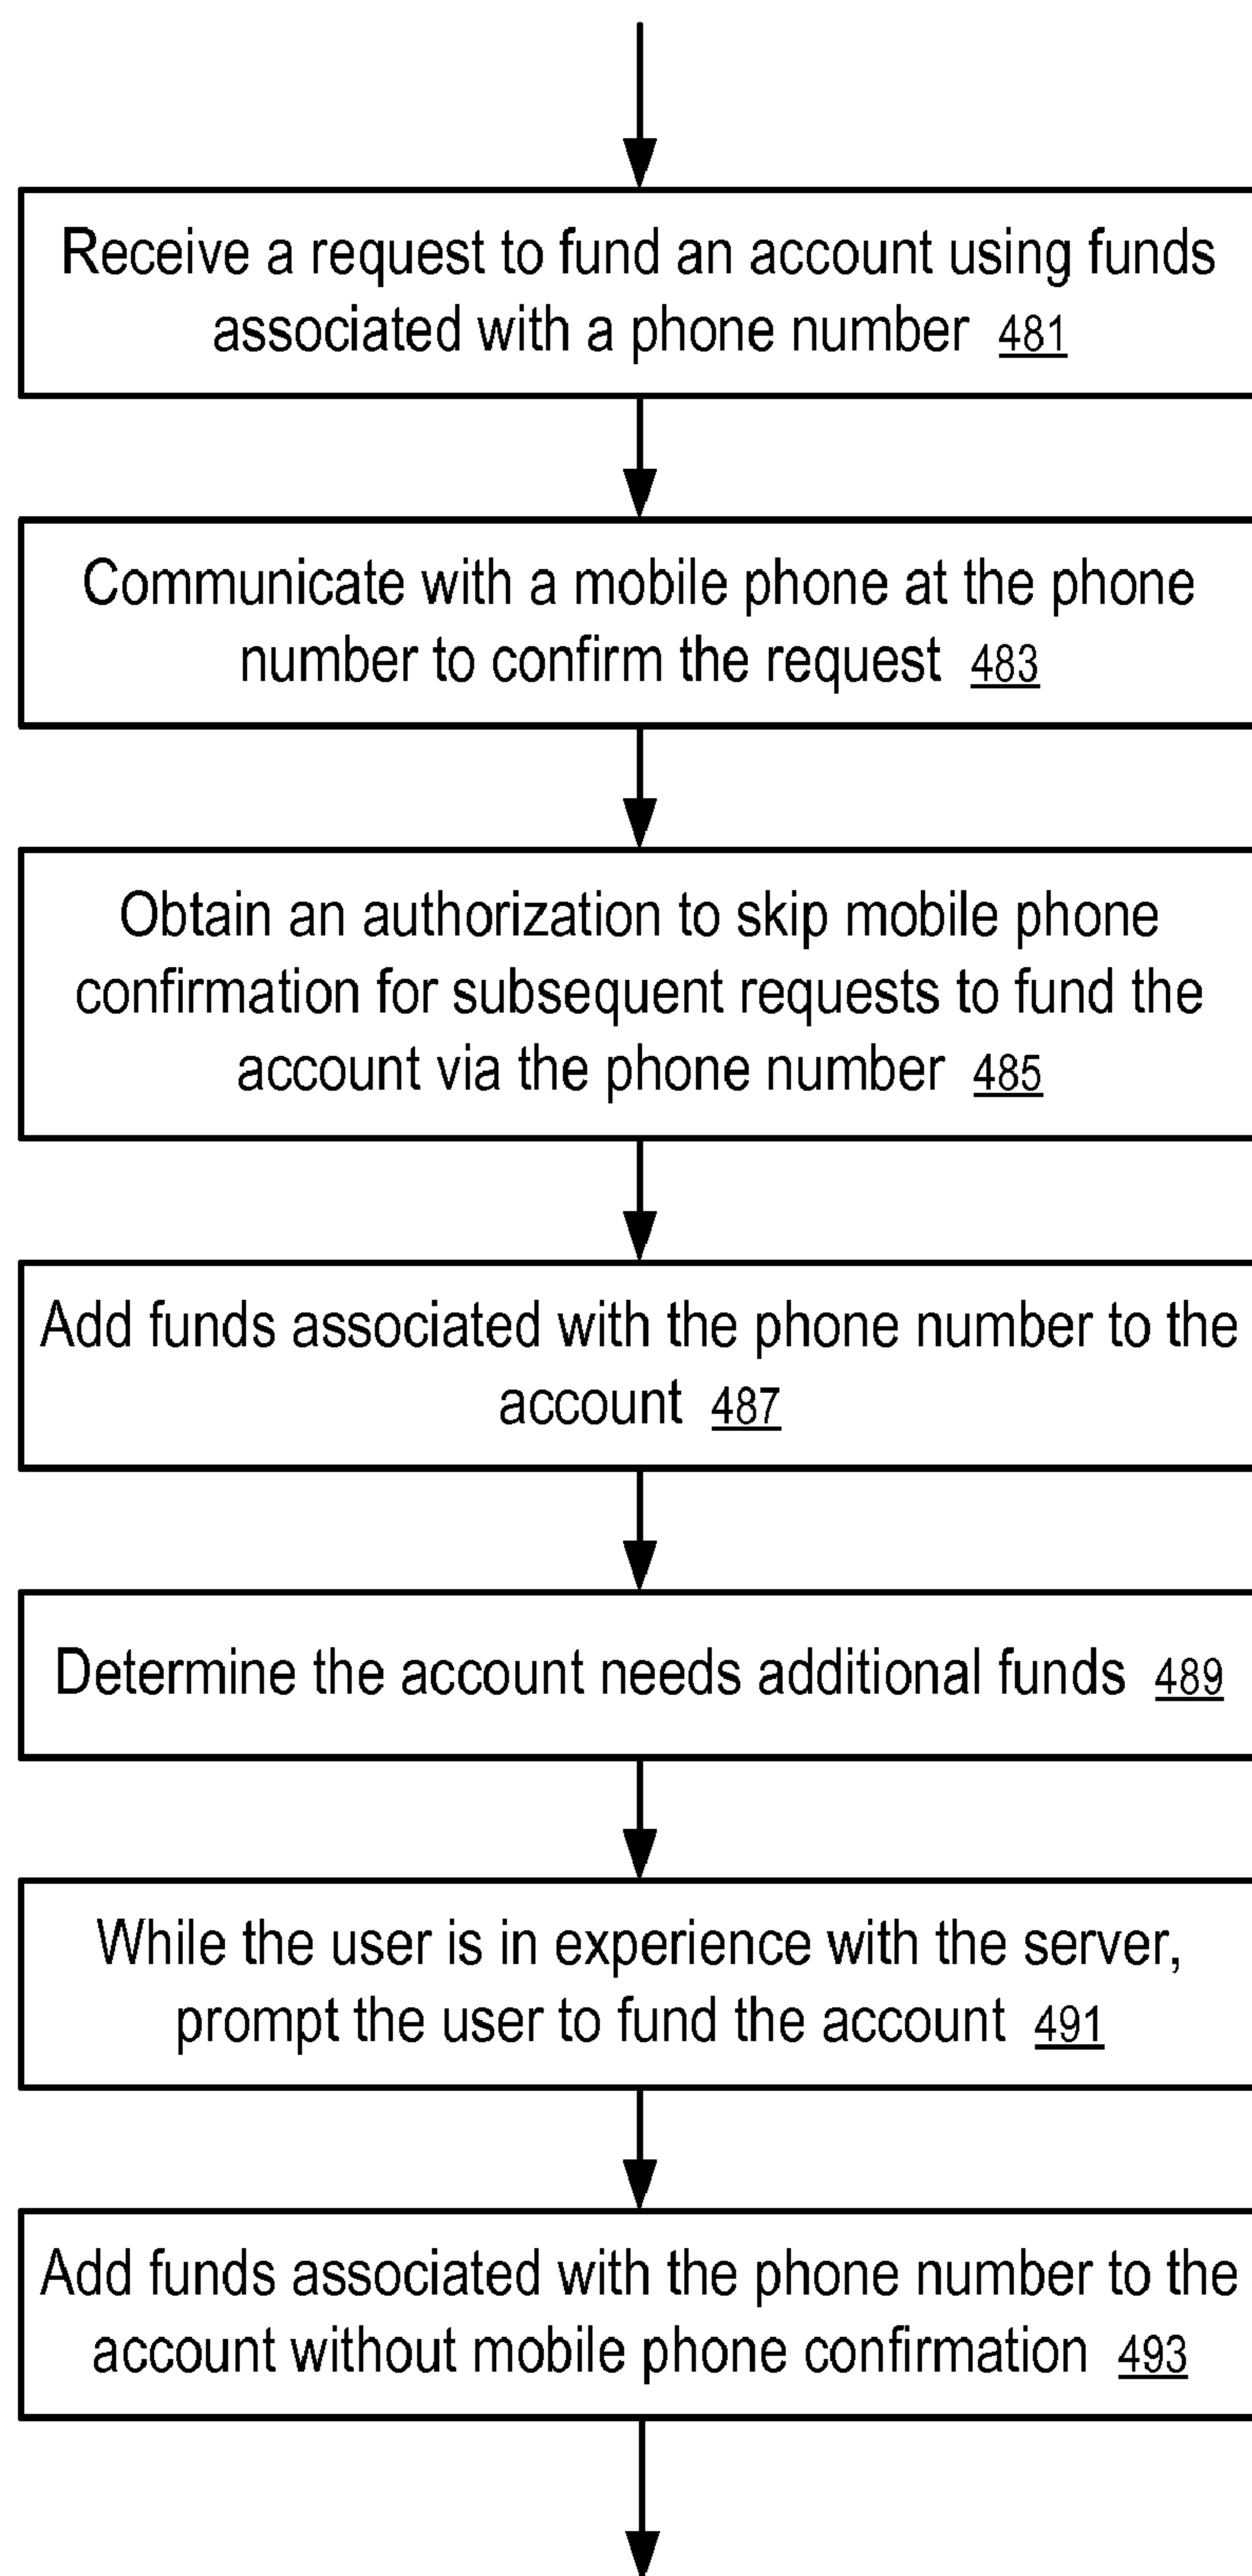 Receive a request to fund an account using funds
associated with a phone number 481
Communicate with a mobile phone at the phone
number to confirm the request 483
Obtain an authorization to skip mobile phone
confirmation for subsequent requests to fund the
account via the phone number 485
Add funds associated with the phone number to the
account 487
Determine the account needs additional funds 489
While the user is in experience with the server,
prompt the user to fund the account 491
Add funds associated with the phone number to the
account without mobile phone confirmation 493